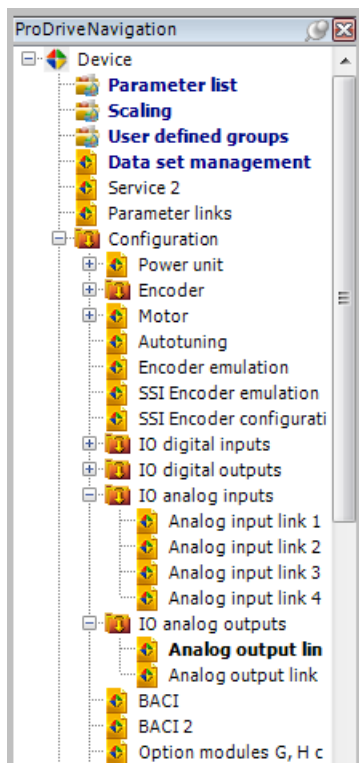 ProDriveNavigation
Device
Parameter list
Scaling
User defined groups
Data set management
Service 2
Parameter links
Configuration
Power unit
Encoder
Motor
Autotuning
Encoder emulation
SSI Encoder emulation
SSI Encoder configurati
IO digital inputs
IO digital outputs
IO analog inputs
Analog input link 1
Analog input link 2
Analog input link 3
Analog input link 4
IO analog outputs
Analog output lin
Analog output link
BACI
BACI 2
Option modules G, H c